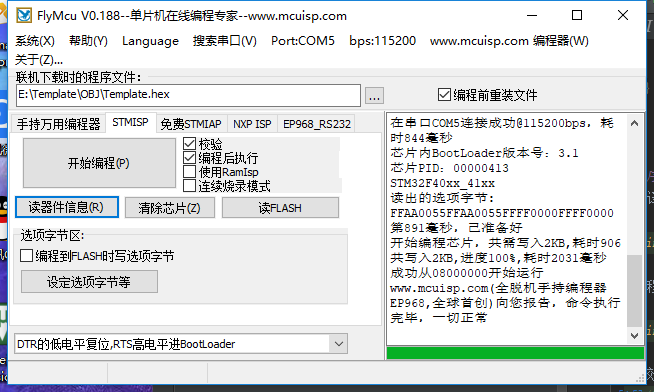 FlyMcu V0.188--单片机在线编程专家--www.mcuisp.com
系统(X) 帮助(Y) Language 搜索串口(V) Port:COM5 bps:115200 www.mcuisp.com 编程器(W)
关于(Z)...
联机下载时的程序文件：
E:\Template\OBJ\Template.hex
...
编程前重装文件
手持万用编程器 STMISP 免费STMIAP NXP ISP EP968_RS232
开始编程(P)
校验
编程后执行
使用RamIsp
连续烧录模式
读器件信息(R) 清除芯片(Z) 读FLASH
选项字节区:
编程到FLASH时写选项字节
设定选项字节等
DTR的低电平复位,RTS高电平进BootLoader
在串口COM5连接成功@115200bps, 耗
时844毫秒
芯片内BootLoader版本号：3.1
芯片PID：00000413
STM32F40xx_41xx
读出的选项字节:
FFAA0055FFAA0055FFFF0000FFFF0000
第891毫秒, 已准备好
开始编程芯片, 共需写入2KB,耗时906
共写入2KB,进度100%,耗时2031毫秒
成功从08000000开始运行
www.mcuisp.com(全脱机手持编程器
EP968,全球首创)向您报告, 命令执行
完毕, 一切正常